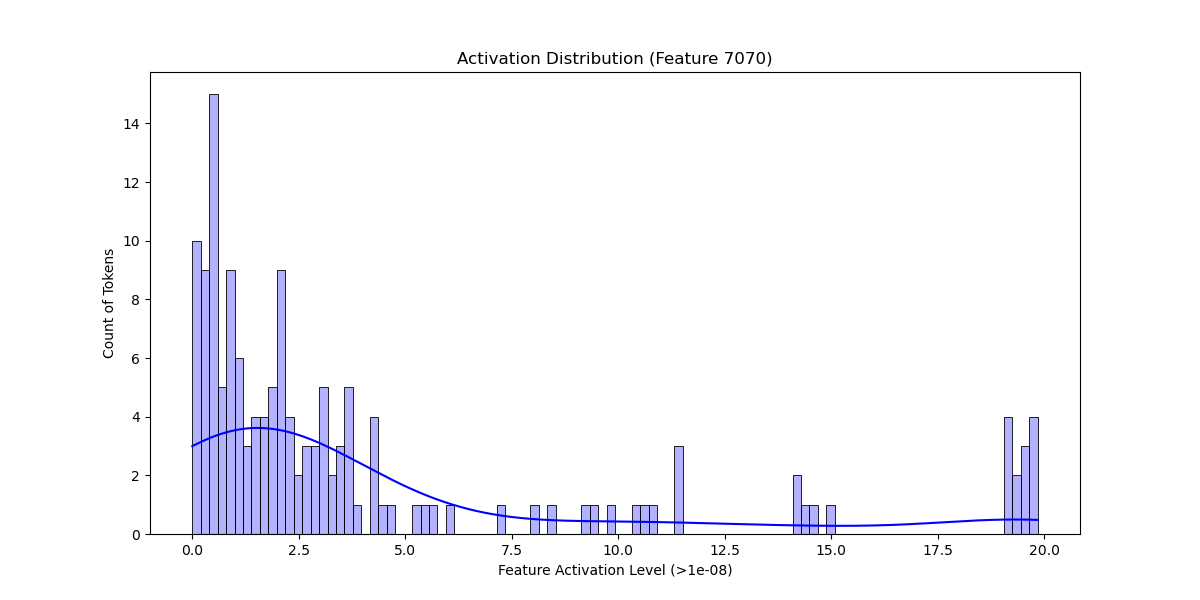 Activation Distribution (Feature 7070)
Count of Tokens
14
12
10
8
6
4
2
0
0.0 2.5 5.0 7.5 10.0 12.5 15.0 17.5 20.0
Feature Activation Level (>1e-08)